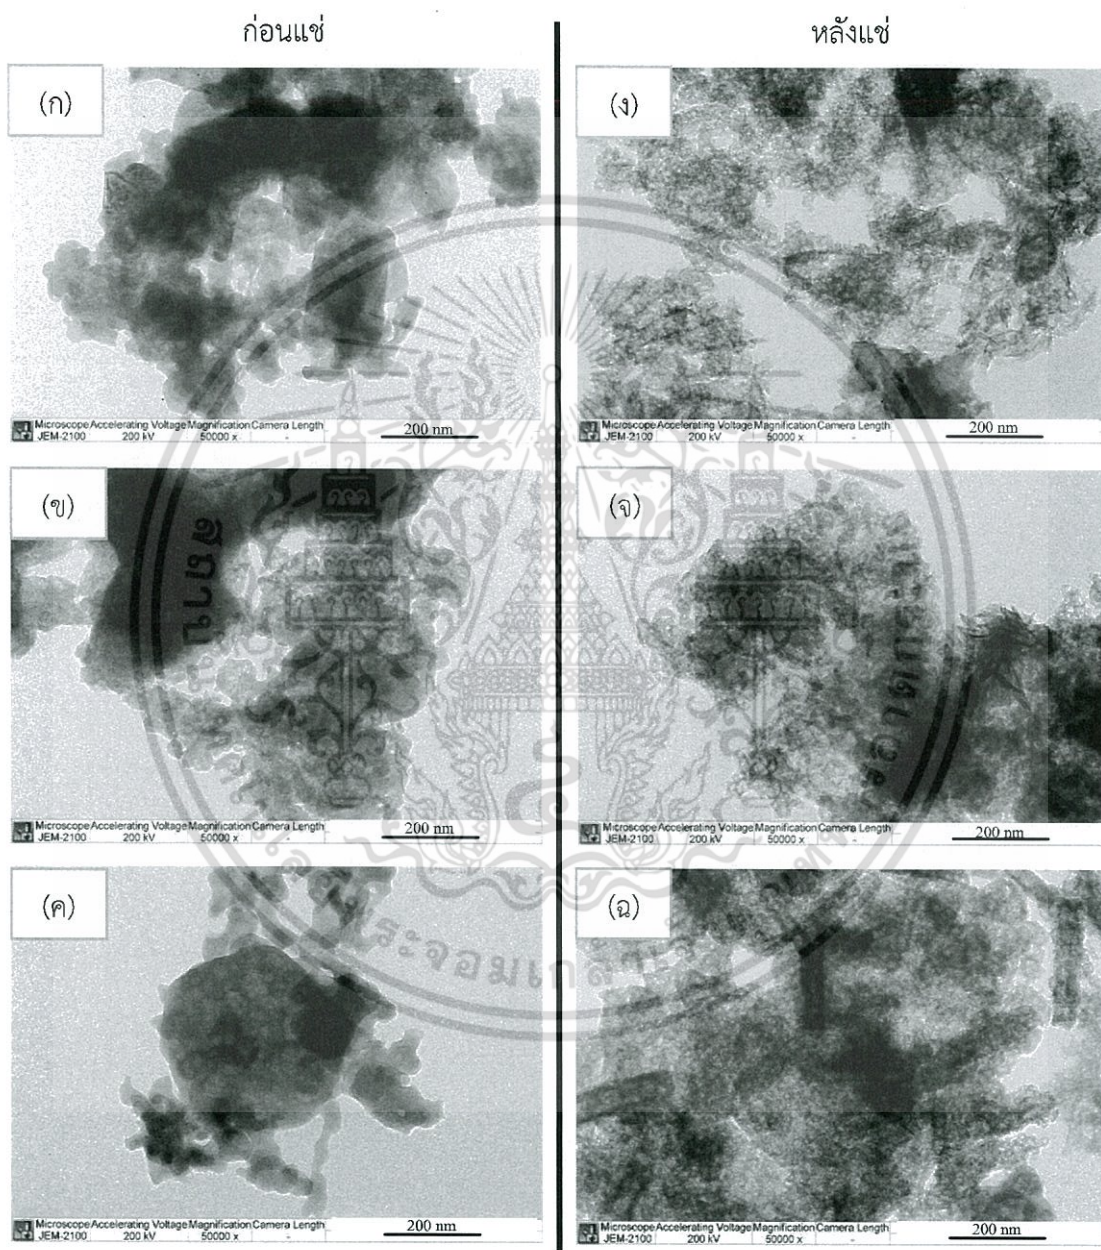 ก่อนแช่
หลังแช่
(ก)
Microscope Accelerating Voltage Magnification Camera Length
JEM-2100 200 kV 50000 x -
200 nm
(ง)
Microscope Accelerating Voltage Magnification Camera Length
JEM-2100 200 kV 50000 x -
200 nm
(ข)
Microscope Accelerating Voltage Magnification Camera Length
JEM-2100 200 kV 50000 x -
200 nm
(จ)
Microscope Accelerating Voltage Magnification Camera Length
JEM-2100 200 kV 50000 x -
200 nm
(ค)
Microscope Accelerating Voltage Magnification Camera Length
JEM-2100 200 kV 50000 x -
200 nm
(ฉ)
Microscope Accelerating Voltage Magnification Camera Length
JEM-2100 200 kV 50000 x -
200 nm